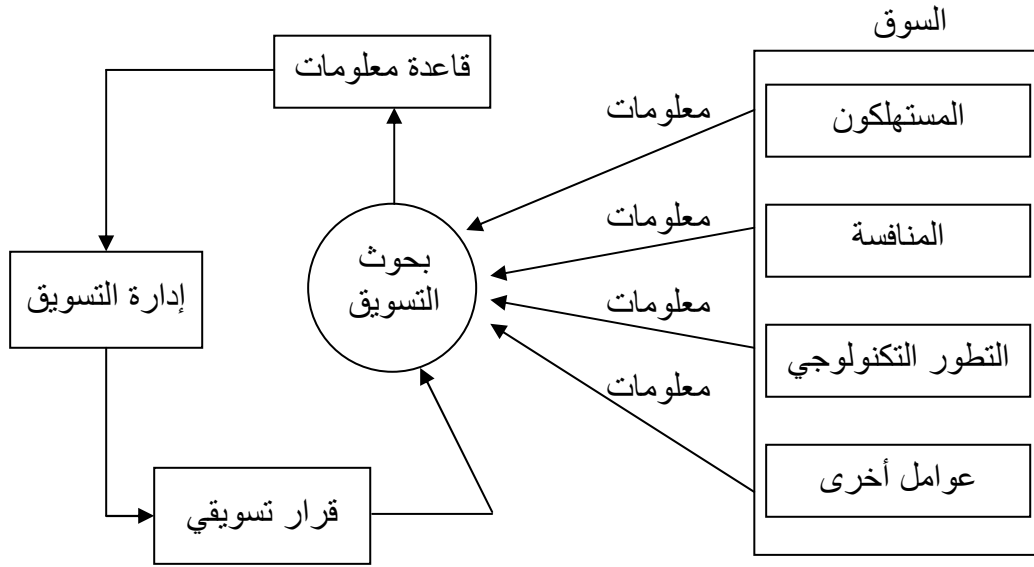 السوق
قاعدة معلومات
معلومات
المستهلكون
معلومات
المنافسة
بحوث
التسويق
إدارة التسويق
معلومات
التطور التكنولوجي
معلومات
عوامل أخرى
قرار تسويقي